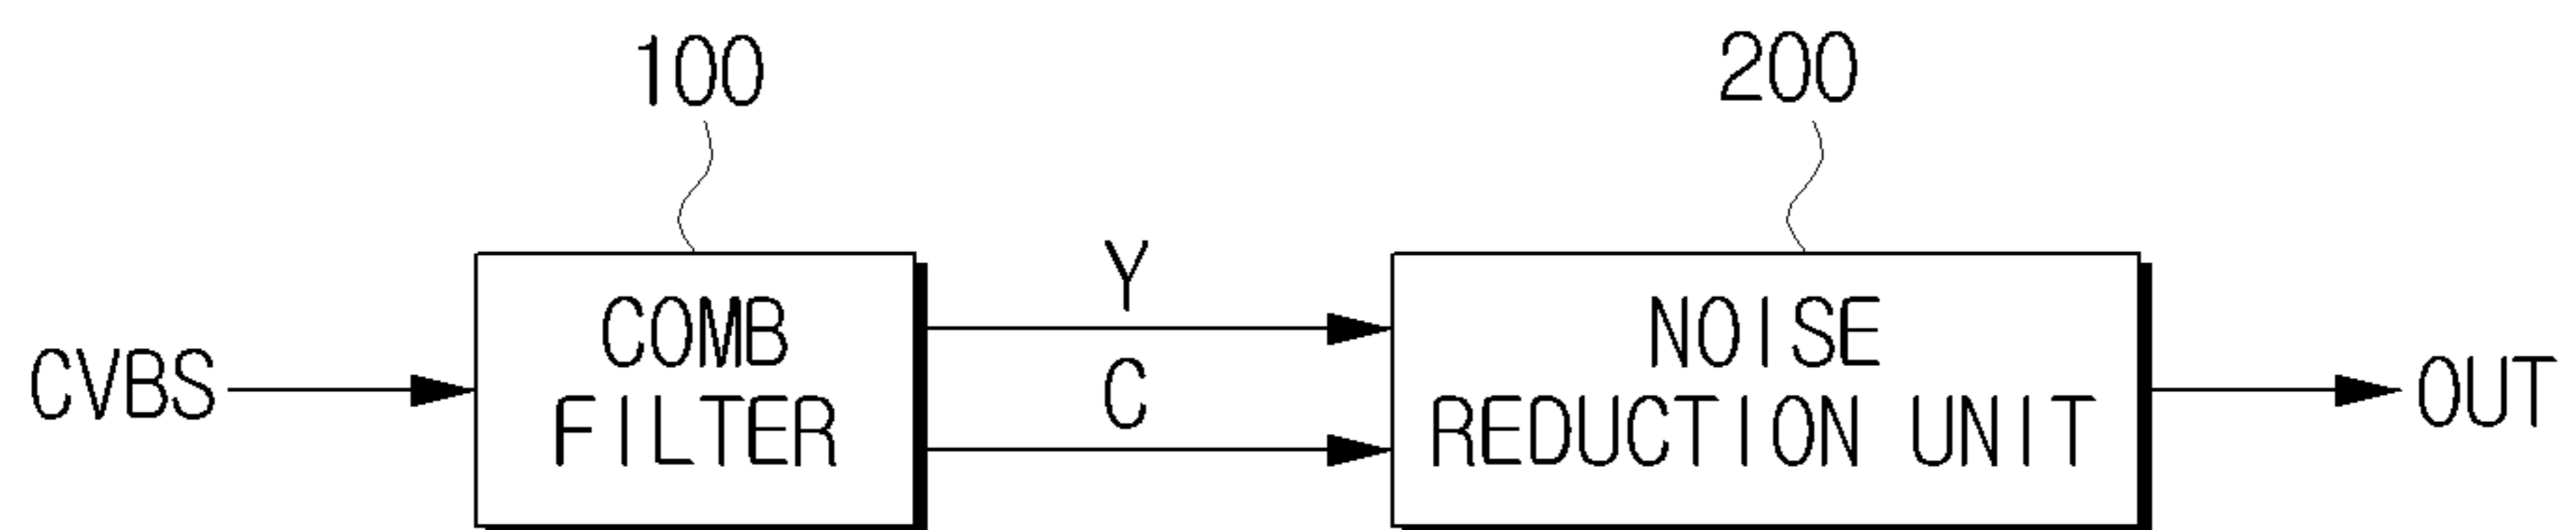 100
200
CVBS
COMB
FILTER
Y
C
NOISE
REDUCTION UNIT
OUT